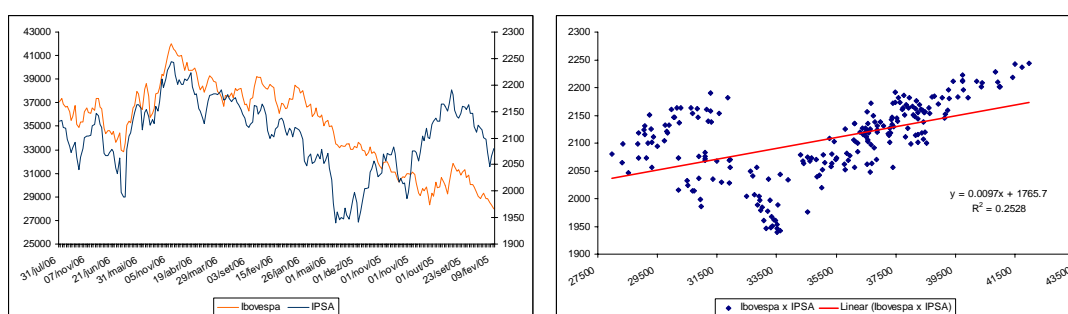 43000
41000
39000
37000
35000
33000
31000
29000
27000
25000
2300
2250
2200
2150
2100
2050
2000
1950
1900
31/jul/06
07/nov/06
21/jun/06
31/mai/06
05/nov/06
19/abr/06
29/mar/06
03/set/06
15/fev/06
26/jan/06
01/mai/06
01/dez/05
01/nov/05
01/nov/05
01/out/05
23/set/05
09/fev/05
Ibovespa
IPSA
2300
2250
2200
2150
2100
2050
2000
1950
1900
27500
29500
31500
33500
35500
37500
39500
41500
43500
y = 0.0097x + 1765.7
R² = 0.2528
Ibovespa x IPSA
Linear (Ibovespa x IPSA)